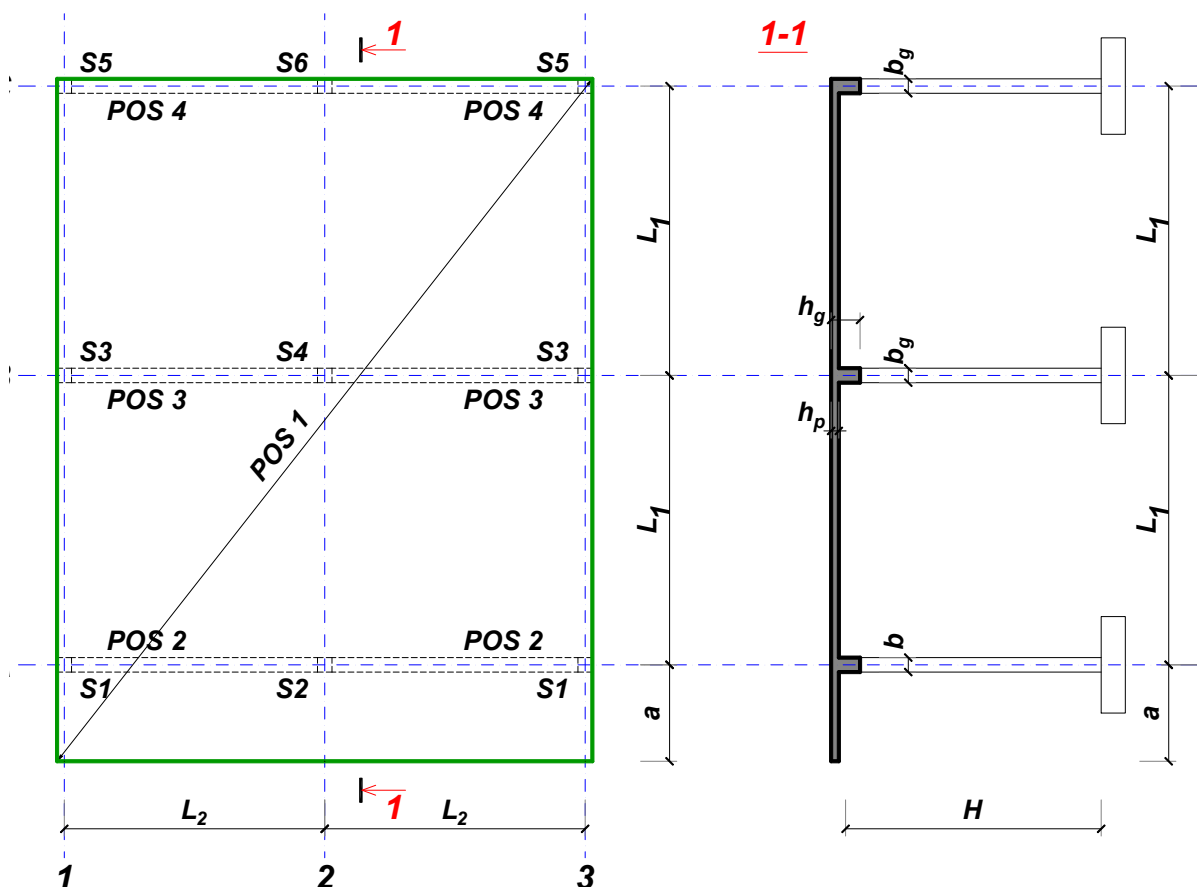 1
1-1
S5 S6 S5
POS 4 POS 4
b_g
L_1 L_1
h_g
S3 S4 S3
POS 3 POS 3
b_g
h_p
POS 1
L_1 L_1
POS 2 POS 2
b
S1 S2 S1
a a
1
L_2 L_2 H
1 2 3